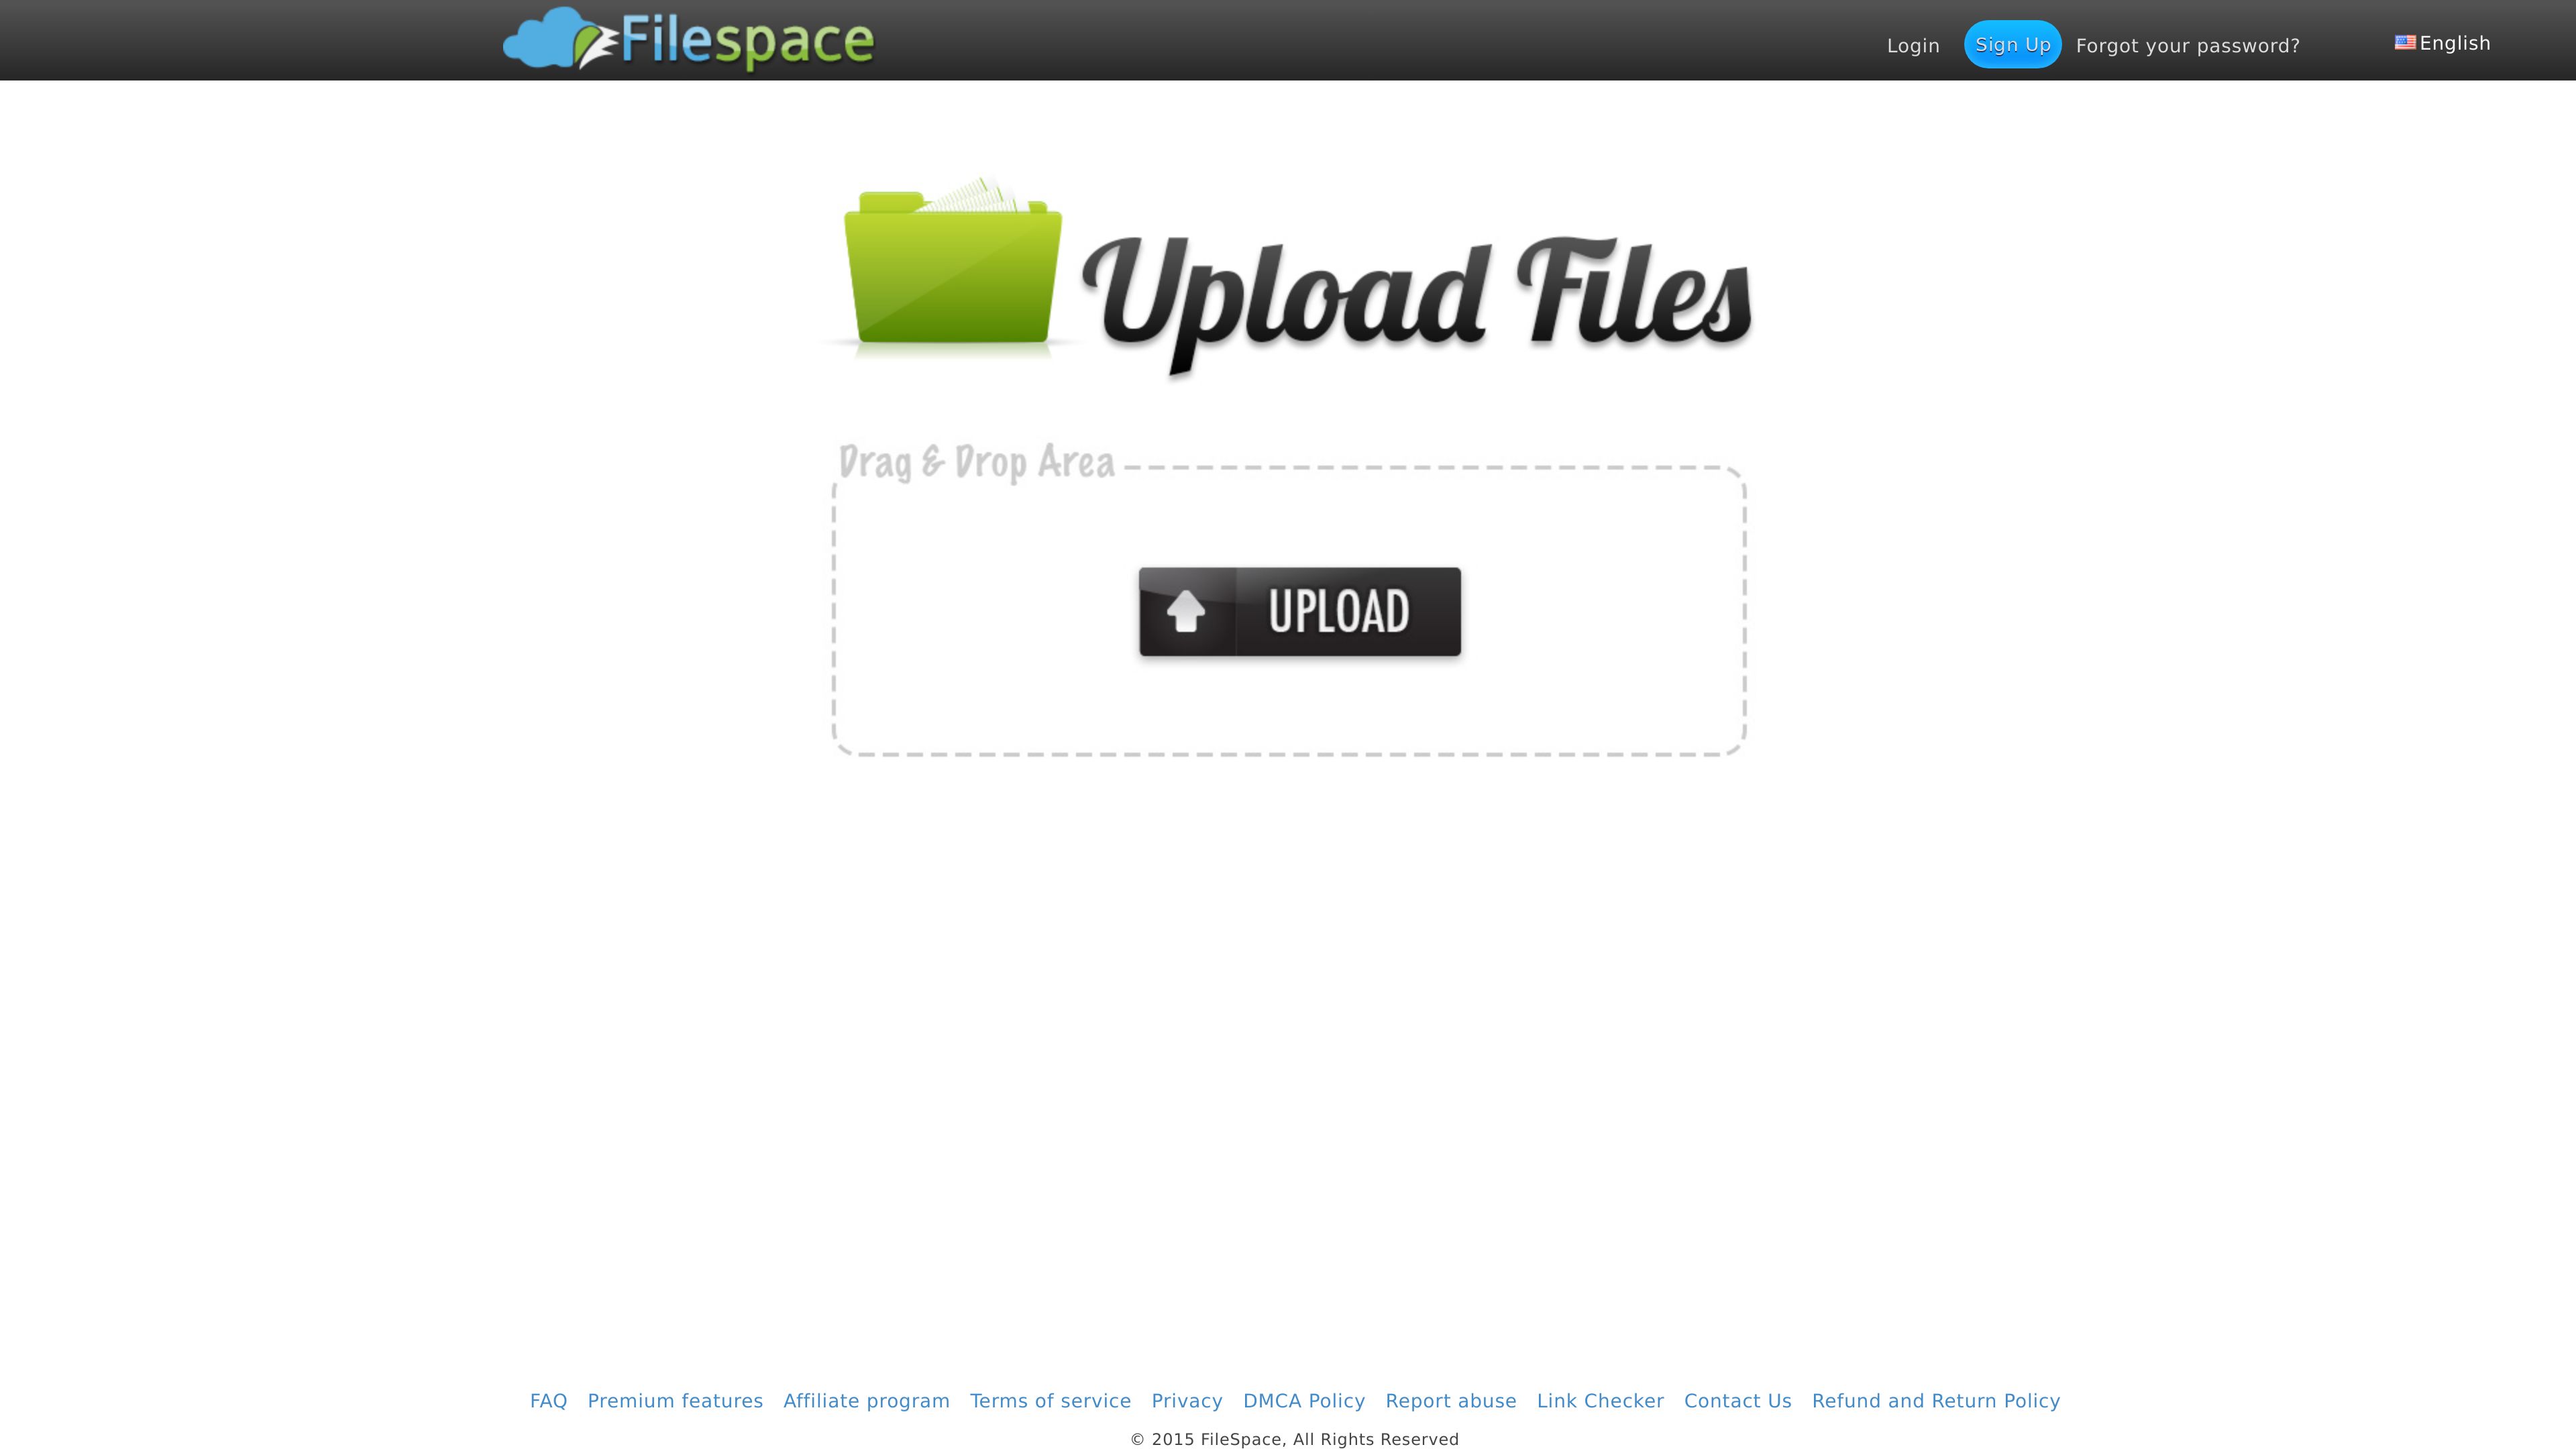 Filespace
Login Sign Up Forgot your password? English
Upload Files
Drag & Drop Area
UPLOAD
FAQ Premium features Affiliate program Terms of service Privacy DMCA Policy Report abuse Link Checker Contact Us Refund and Return Policy
© 2015 FileSpace, All Rights Reserved